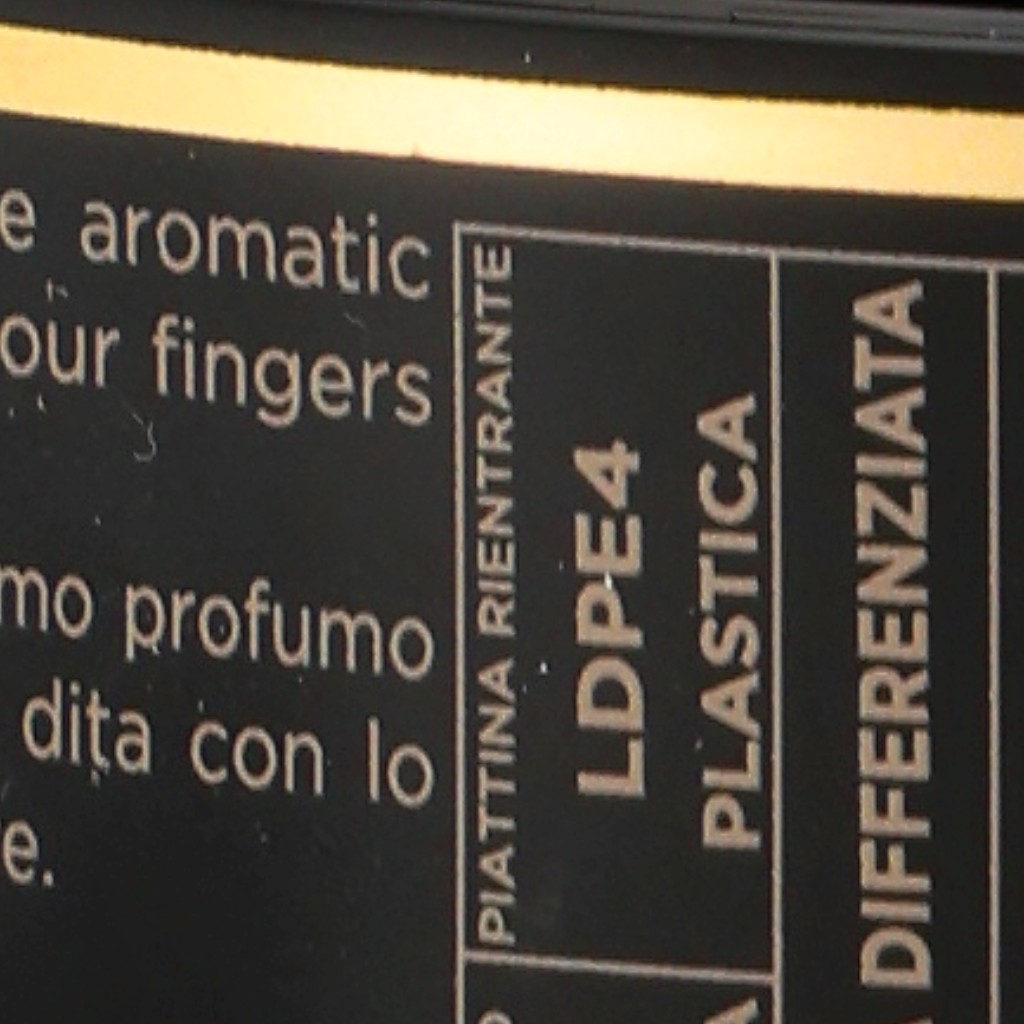 e aromatic
our fingers
mo profumo
dita con lo
e.
PIATTINA RIENTRANTE
LDPE4
PLASTICA
DIFFERENZIATA